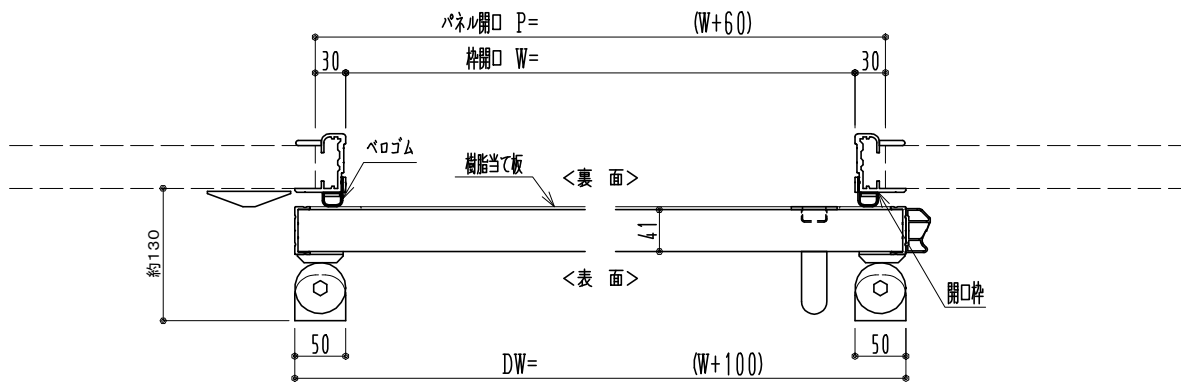 パネル開口 P= (W+60)
30 枠開口 W= 30
ベロゴム
樹脂当て板
<裏 面>
41
約130
<表 面>
開口枠
50 50
DW= (W+100)